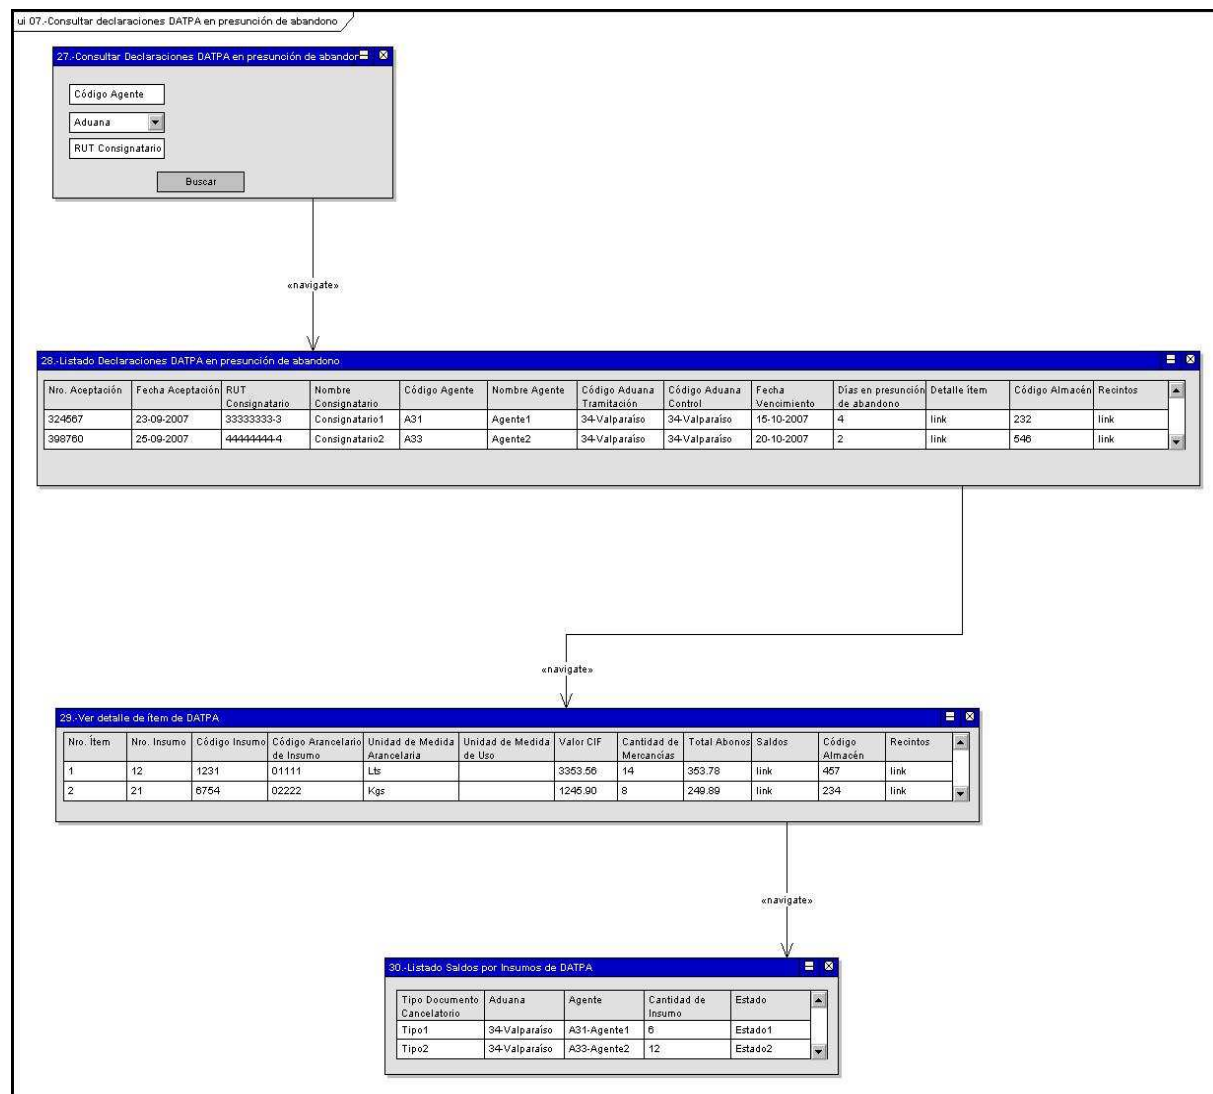 ui 07.-Consultar declaraciones DATPA en presunción de abandono
27.-Consultar Declaraciones DATPA en presunción de abandor
Código Agente
Aduana
RUT Consignatario
Buscar
«navigate»
28.-Listado Declaraciones DATPA en presunción de abandono
Nro. Aceptación Fecha Aceptación RUT Consignatario Nombre Consignatario Código Agente Nombre Agente Código Aduana Tramitación Código Aduana Control Fecha Vencimiento Días en presunción de abandono Detalle ítem Código Almacén Recintos
324567 23-09-2007 33333333-3 Consignatario1 A31 Agente1 34-Valparaíso 34-Valparaíso 15-10-2007 4 link 232 link
398760 25-09-2007 44444444-4 Consignatario2 A33 Agente2 34-Valparaíso 34-Valparaíso 20-10-2007 2 link 546 link
«navigate»
29.-Ver detalle de ítem de DATPA
Nro. Ítem Nro. Insumo Código Insumo Código Arancelario de Insumo Unidad de Medida Arancelaria Unidad de Medida de Uso Valor CIF Cantidad de Mercancías Total Abonos Saldos Código Almacén Recintos
1 12 1231 01111 Lts 3353.56 14 353.78 link 457 link
2 21 6754 02222 Kgs 1245.90 8 249.89 link 234 link
«navigate»
30.-Listado Saldos por Insumos de DATPA
Tipo Documento Cancelatorio Aduana Agente Cantidad de Insumo Estado
Tipo1 34-Valparaíso A31-Agente1 6 Estado1
Tipo2 34-Valparaíso A33-Agente2 12 Estado2